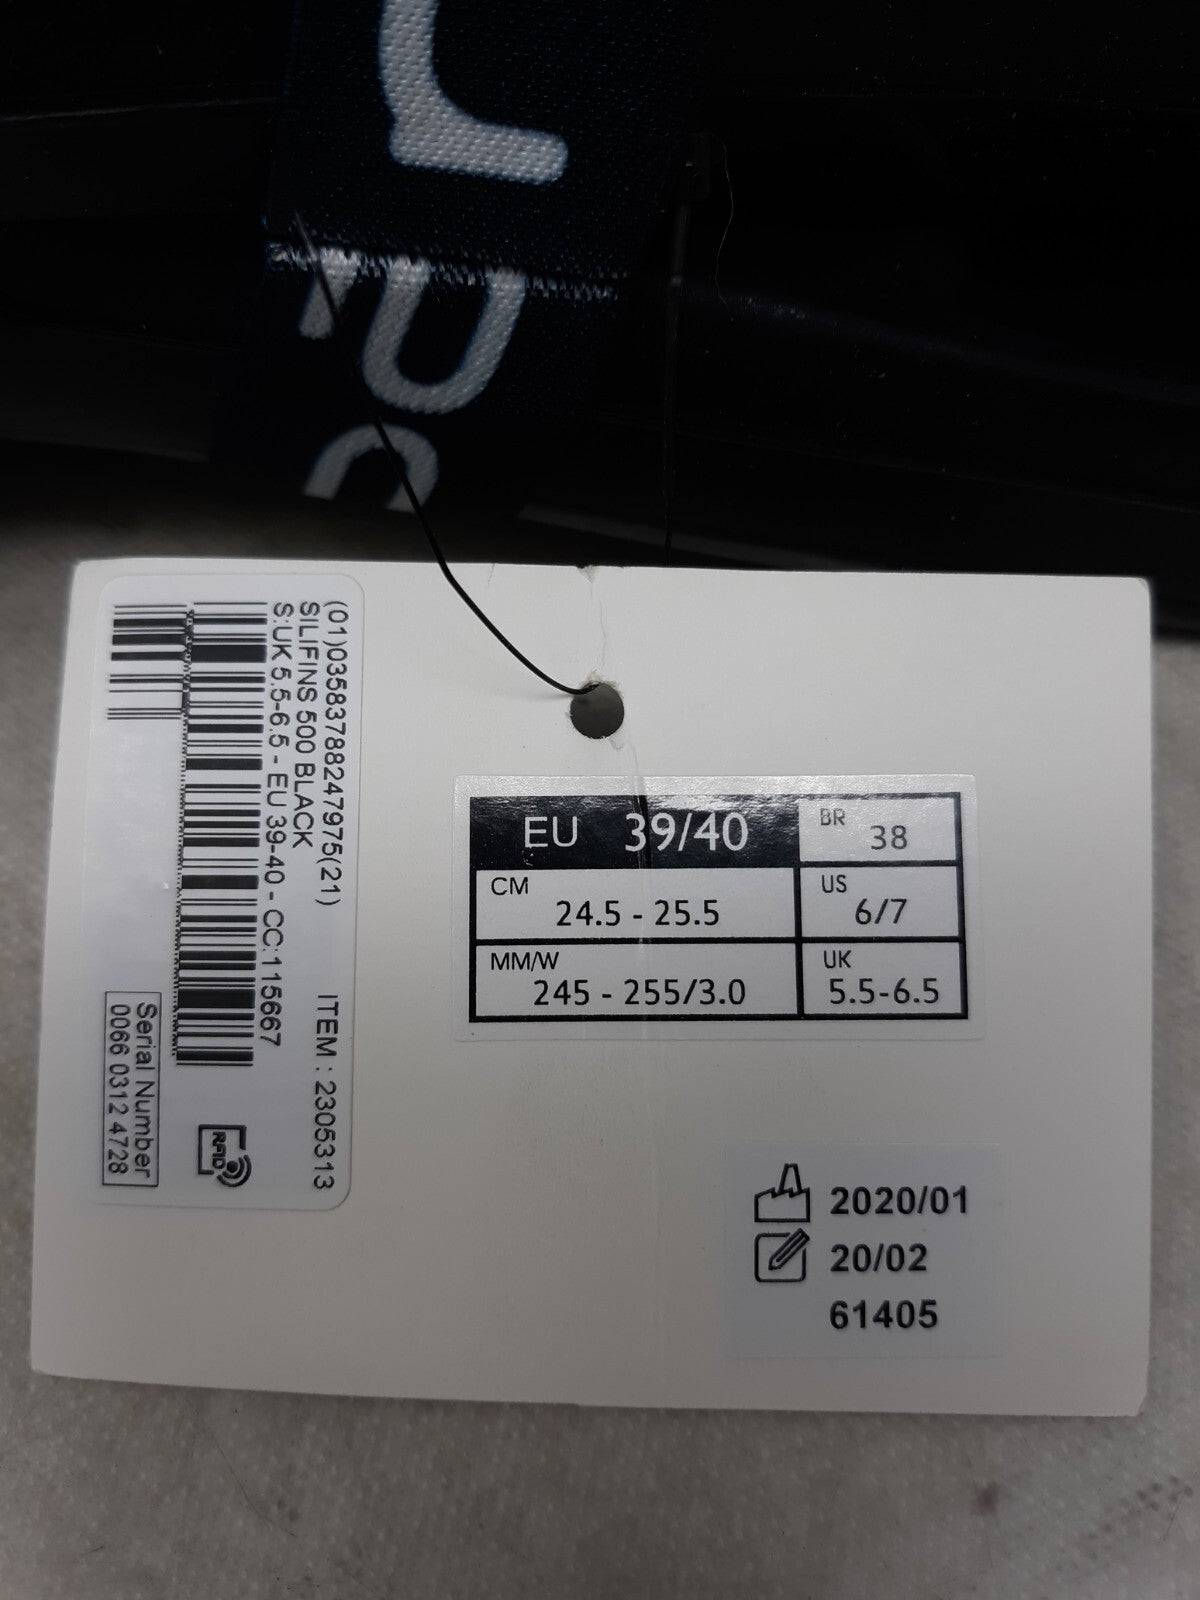 (01)03583788247975(21)
ITEM : 2305313
SILIFINS 500 BLACK
S:UK 5.5-6.5 - EU 39-40 - CC:115667
RFID
Serial Number
0066 0312 4728
EU 39/40
BR 38
CM 24.5 - 25.5
US 6/7
MM/W 245 - 255/3.0
UK 5.5-6.5
2020/01
20/02
61405